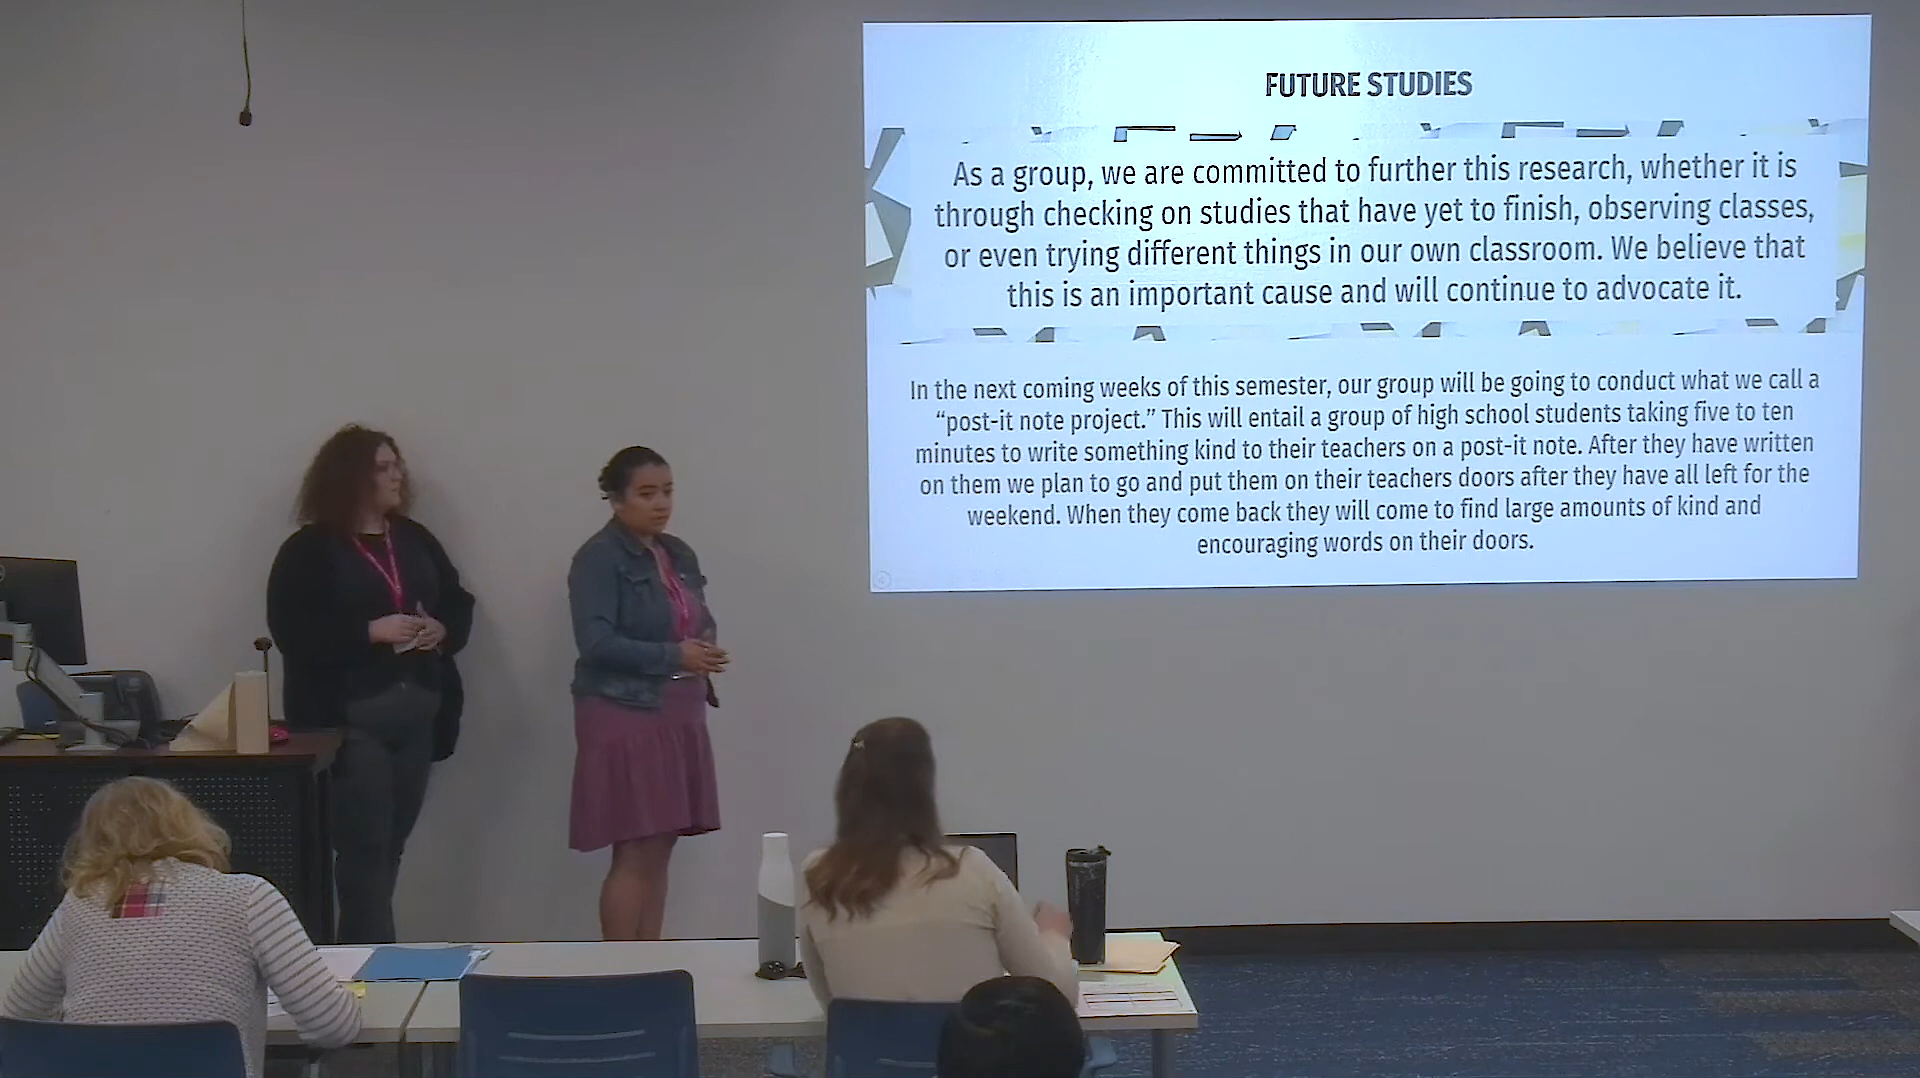 FUTURE STUDIES
As a group, we are committed to further this research, whether it is
through checking on studies that have yet to finish, observing classes,
or even trying different things in our own classroom. We believe that
this is an important cause and will continue to advocate it.
In the next coming weeks of this semester, our group will be going to conduct what we call a
“post-it note project.” This will entail a group of high school students taking five to ten
minutes to write something kind to their teachers on a post-it note. After they have written
on them we plan to go and put them on their teachers doors after they have all left for the
weekend. When they come back they will come to find large amounts of kind and
encouraging words on their doors.